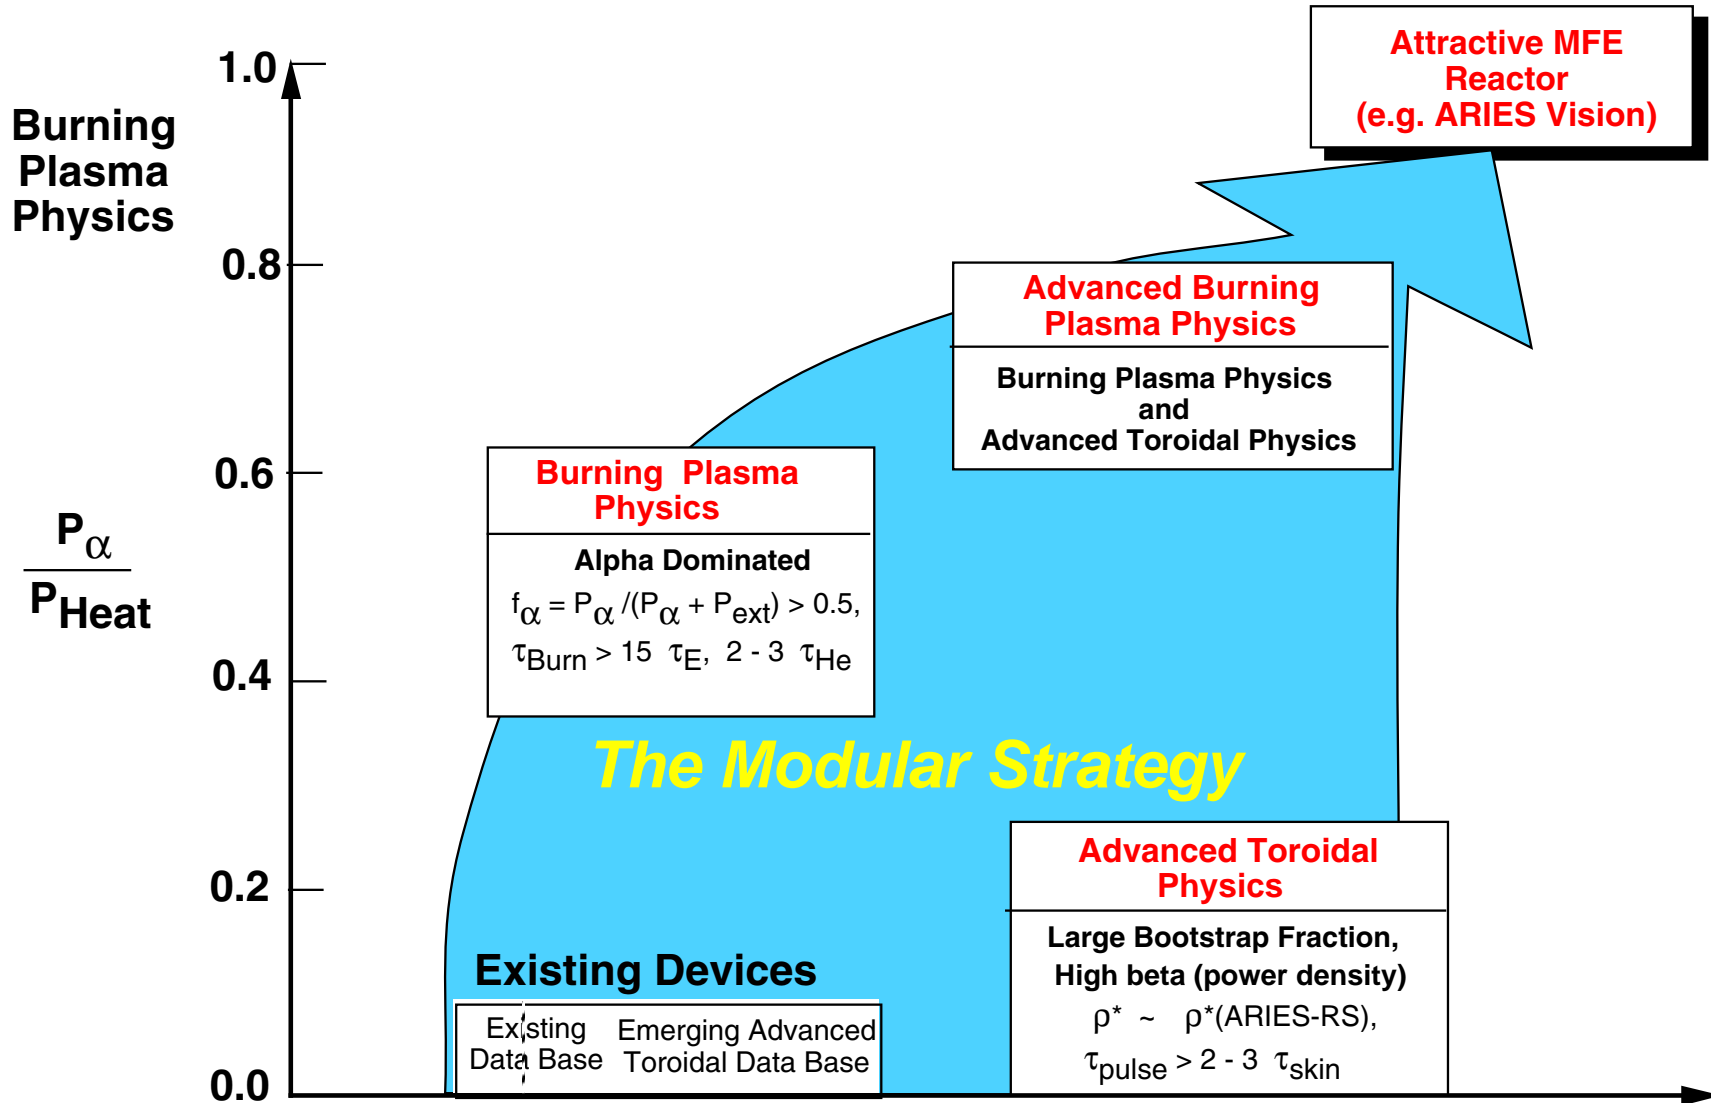 Attractive MFE
Reactor
(e.g. ARIES Vision)
1.0
Burning
Plasma
Physics
0.8
Advanced Burning
Plasma Physics
Burning Plasma Physics
and
Advanced Toroidal Physics
0.6
Burning Plasma
Physics
Alpha Dominated
fα = Pα /(Pα + Pext) > 0.5,
τBurn > 15 τE, 2 - 3 τHe
Pα
PHeat
0.4
The Modular Strategy
0.2
Advanced Toroidal
Physics
Large Bootstrap Fraction,
High beta (power density)
ρ* ~ ρ*(ARIES-RS),
τpulse > 2 - 3 τskin
Existing Devices
Existing
Data Base
Emerging Advanced
Toroidal Data Base
0.0